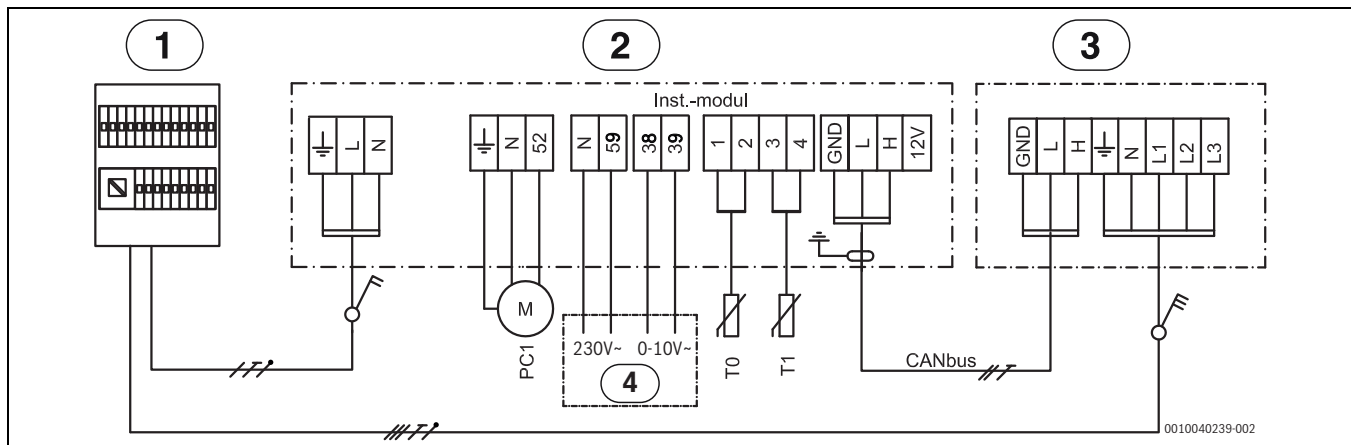 1
2
3
Inst.-modul
L
N
N
52
N
59
38
39
1
2
3
4
GND
L
H
12V
GND
L
H
N
L1
L2
L3
M
PC1
230V~
0-10V~
4
T0
T1
CANbus
0010040239-002